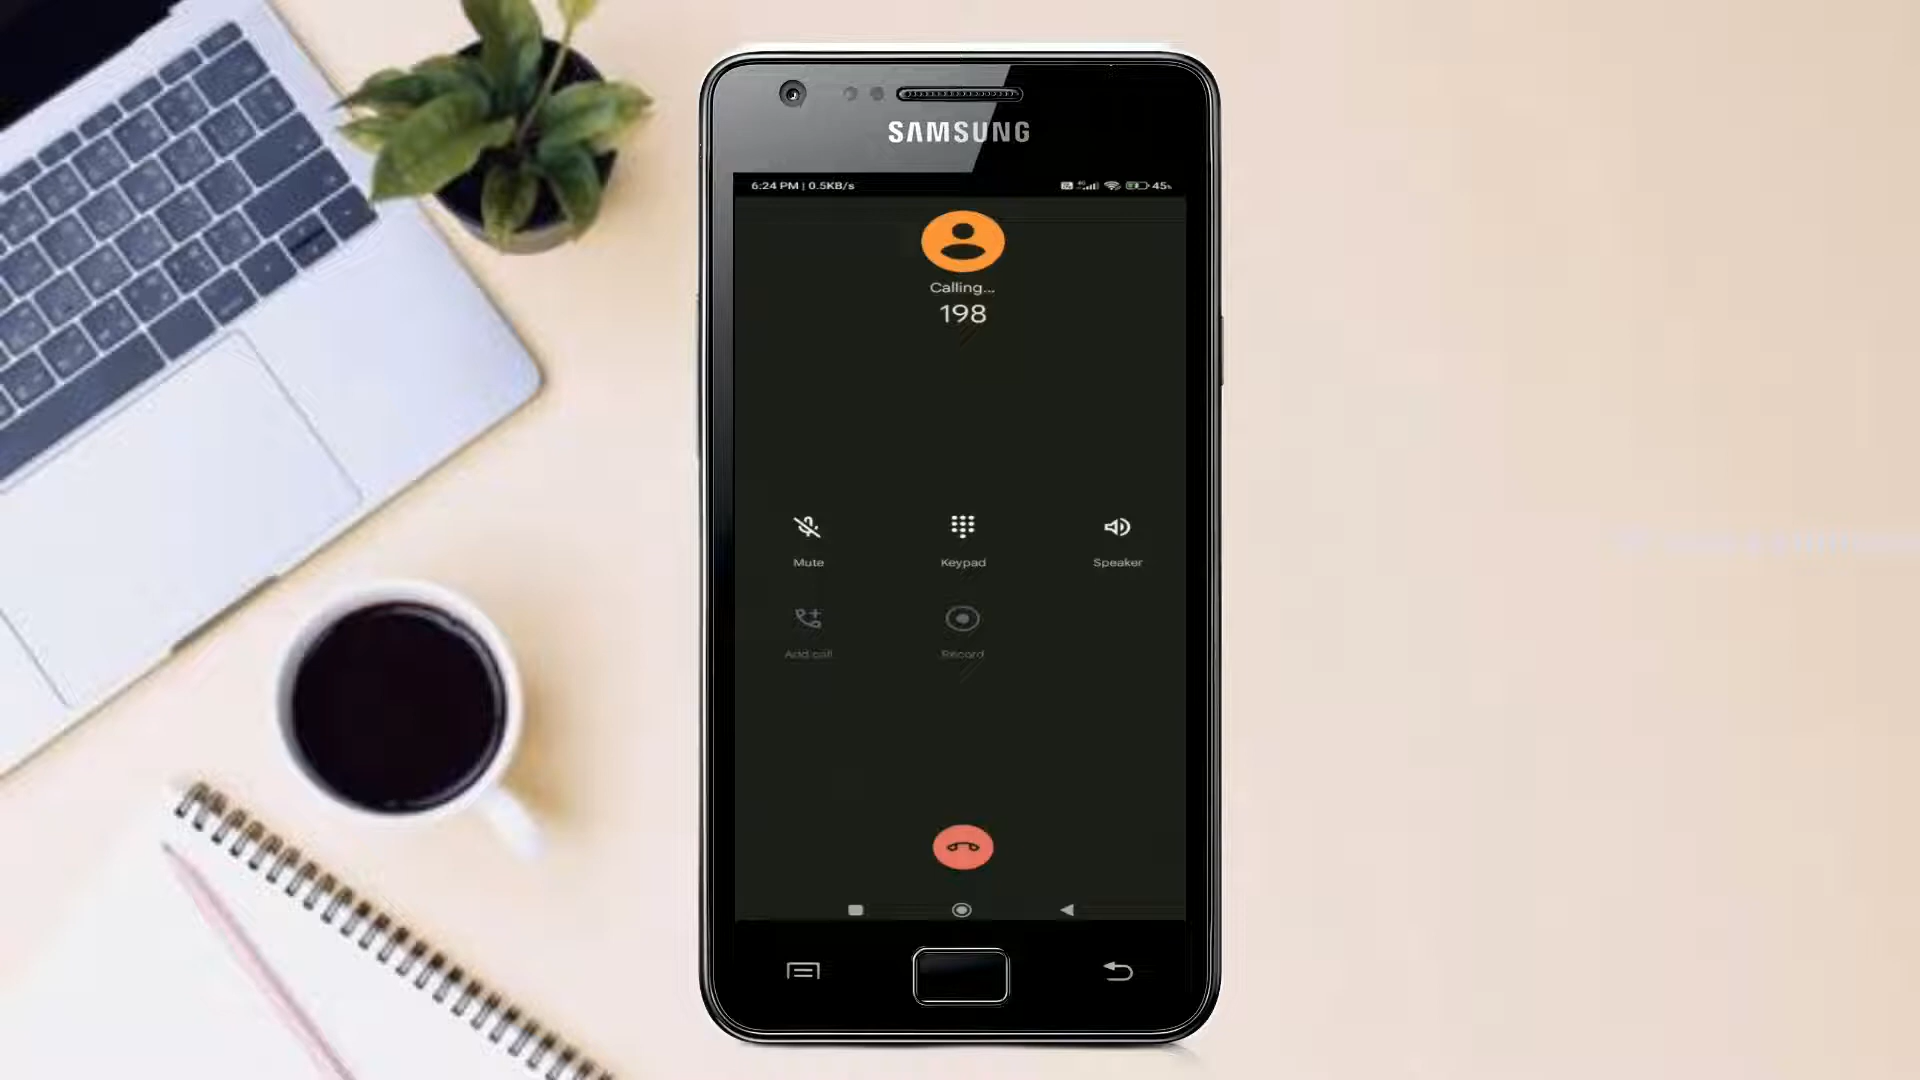 SAMSUNG
6:24 PM | 0.5KB/s
45%
Calling...
198
Mute
Keypad
Speaker
Add call
Record